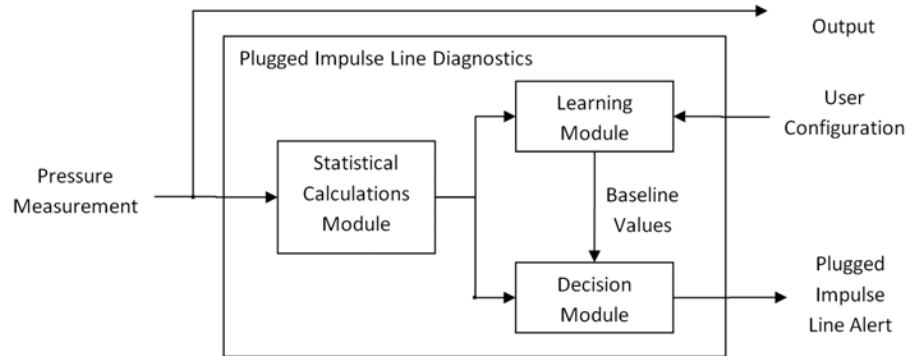 Output
Plugged Impulse Line Diagnostics
Learning
Module
User
Configuration
Statistical
Calculations
Module
Pressure
Measurement
Baseline
Values
Decision
Module
Plugged
Impulse
Line Alert